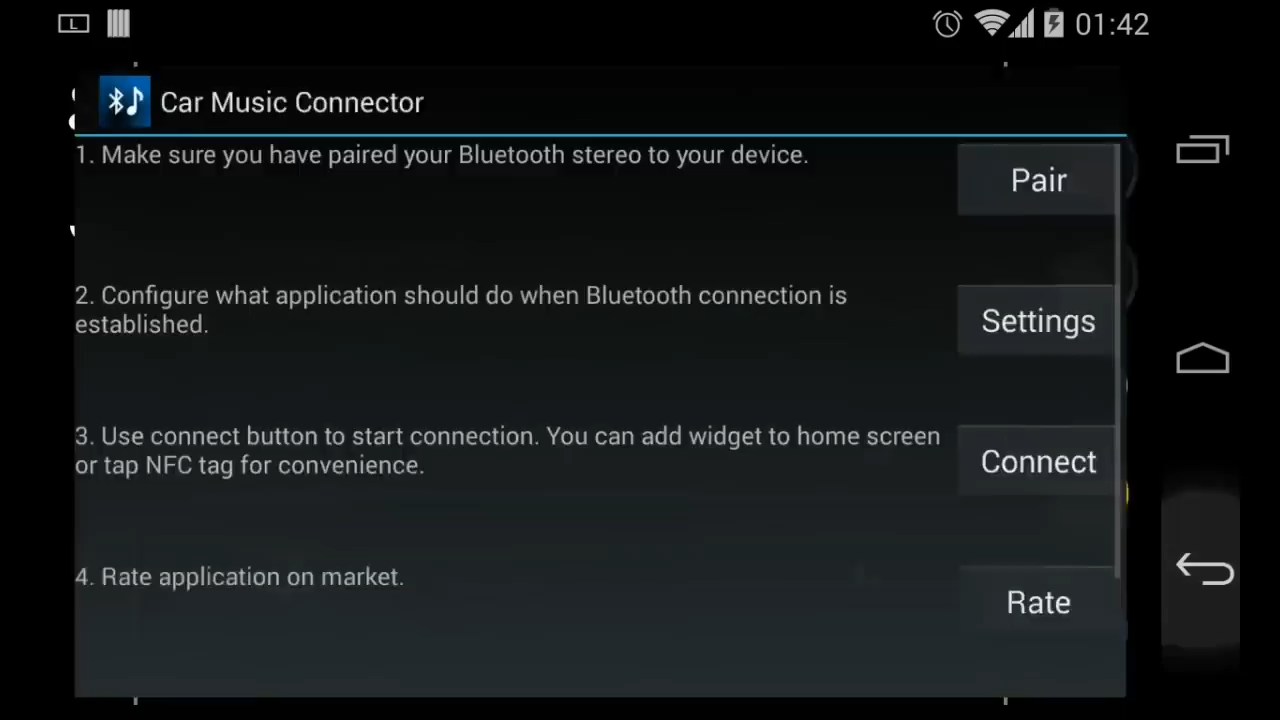 L
01:42
Car Music Connector
1. Make sure you have paired your Bluetooth stereo to your device.
Pair
2. Configure what application should do when Bluetooth connection is
established.
Settings
3. Use connect button to start connection. You can add widget to home screen
or tap NFC tag for convenience.
Connect
4. Rate application on market.
Rate